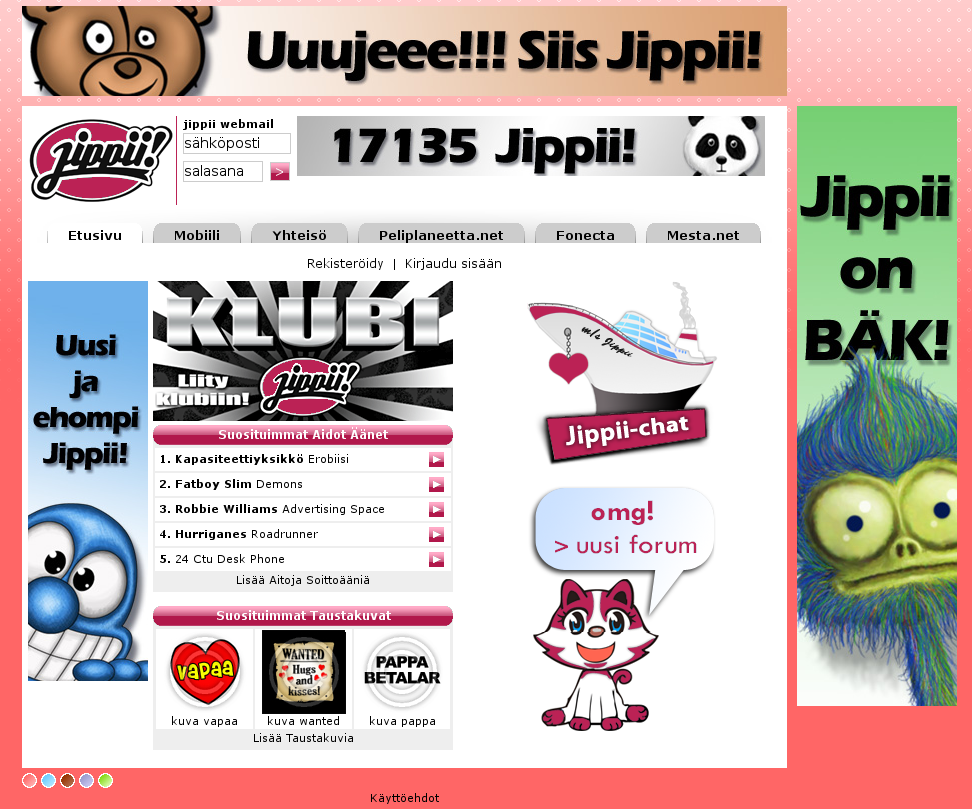 Uuujeee!!! Siis Jippii!
jippii!
jippii webmail
sähköposti
salasana
>
17135 Jippii!
Etusivu
Mobiili
Yhteisö
Peliplaneetta.net
Fonecta
Mesta.net
Rekisteröidy | Kirjaudu sisään
Uusi
ja
ehompi
Jippii!
KLUBI
Liity
Klubiin!
jippii!
Suosituimmat Aidot Äänet
1. Kapasiteettiyksikkö Erobiisi
2. Fatboy Slim Demons
3. Robbie Williams Advertising Space
4. Hurriganes Roadrunner
5. 24 Ctu Desk Phone
Lisää Aitoja Soittoääniä
Suosituimmat Taustakuvat
VAPAA
WANTED
Hugs
and
kisses!
PAPPA
BETALAR
kuva vapaa
kuva wanted
kuva pappa
Lisää Taustakuvia
m/s Jippii
Jippii-chat
omg!
> uusi forum
Jippii
on
BÄK!
Käyttöehdot